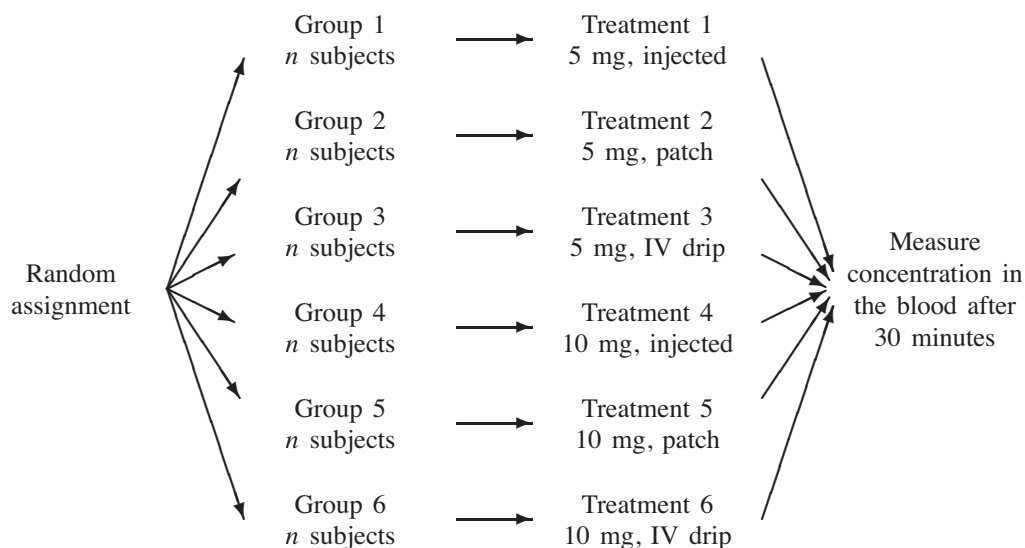 Random
assignment
Group 1
n subjects
Treatment 1
5 mg, injected
Group 2
n subjects
Treatment 2
5 mg, patch
Group 3
n subjects
Treatment 3
5 mg, IV drip
Group 4
n subjects
Treatment 4
10 mg, injected
Group 5
n subjects
Treatment 5
10 mg, patch
Group 6
n subjects
Treatment 6
10 mg, IV drip
Measure
concentration in
the blood after
30 minutes